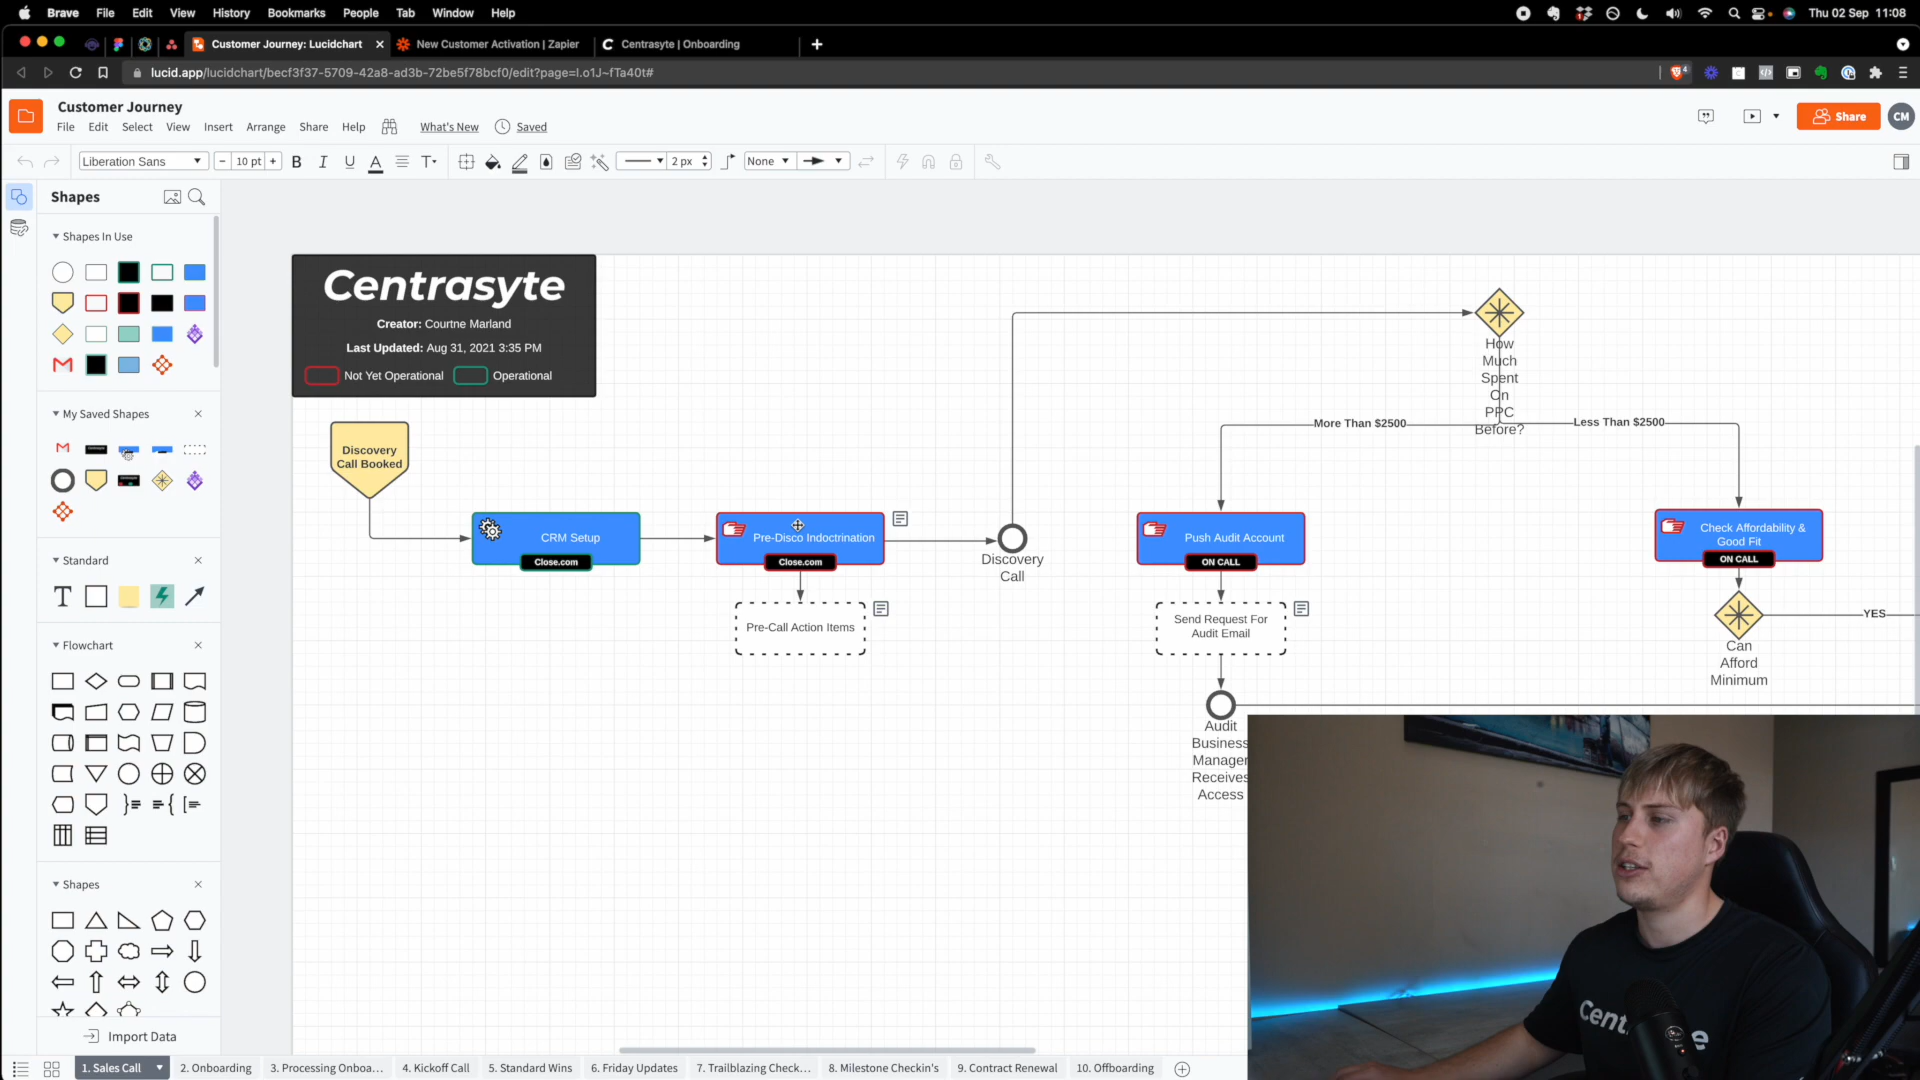 Brave File Edit View History Bookmarks People Tab Window Help
Thu 02 Sep 11:08
Customer Journey: Lucidchart
New Customer Activation | Zapier
Centrasyte | Onboarding
lucid.app/lucidchart/becf3f37-5709-42a8-ad3b-72be5f78bcf0/edit?page=l.o1J~fTa40t#
Customer Journey
File Edit Select View Insert Arrange Share Help What's New Saved
Share
CM
Liberation Sans
10 pt
2 px
None
Shapes
Shapes In Use
My Saved Shapes
Standard
Flowchart
Shapes
Import Data
Centrasyte
Creator: Courtne Marland
Last Updated: Aug 31, 2021 3:35 PM
Not Yet Operational
Operational
Discovery
Call Booked
CRM Setup
Close.com
Pre-Disco Indoctrination
Close.com
Pre-Call Action Items
Discovery
Call
How
Much
Spent
On
PPC
Before?
More Than $2500
Less Than $2500
Push Audit Account
ON CALL
Send Request For
Audit Email
Audit
Business
Manager
Receives
Access
Check Affordability &
Good Fit
ON CALL
Can
Afford
Minimum
YES
1. Sales Call
2. Onboarding
3. Processing Onboa...
4. Kickoff Call
5. Standard Wins
6. Friday Updates
7. Trailblazing Check...
8. Milestone Checkin's
9. Contract Renewal
10. Offboarding